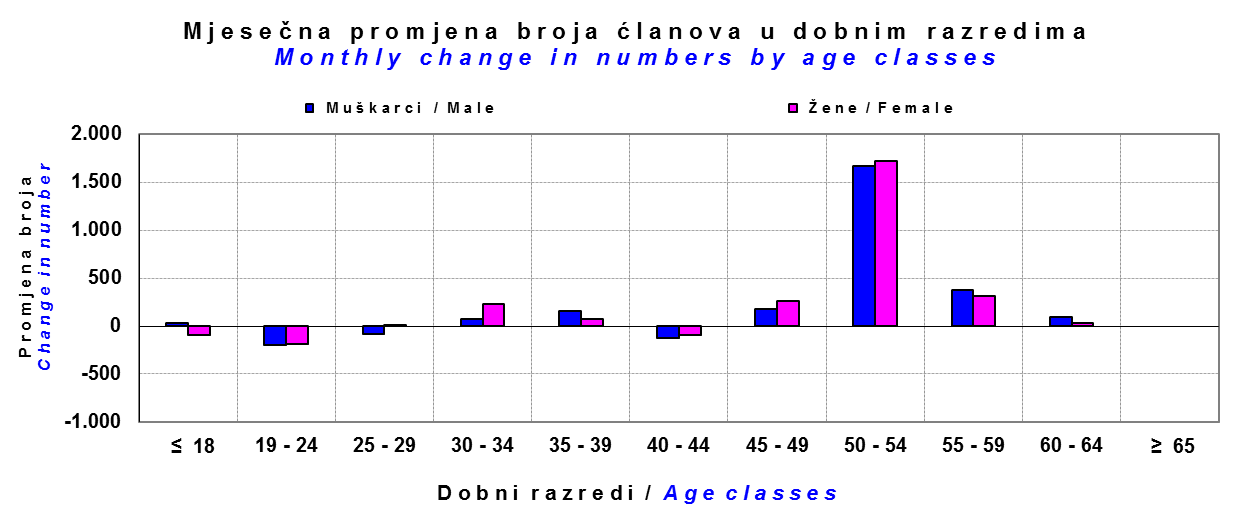 Mjesečna promjena broja ćlanova u dobnim razredima
Monthly change in numbers by age classes
Muškarci / Male
Žene / Female
Promjena broja
Change in number
2.000
1.500
1.000
500
0
-500
-1.000
≤ 18
19 - 24
25 - 29
30 - 34
35 - 39
40 - 44
45 - 49
50 - 54
55 - 59
60 - 64
≥ 65
Dobni razredi / Age classes